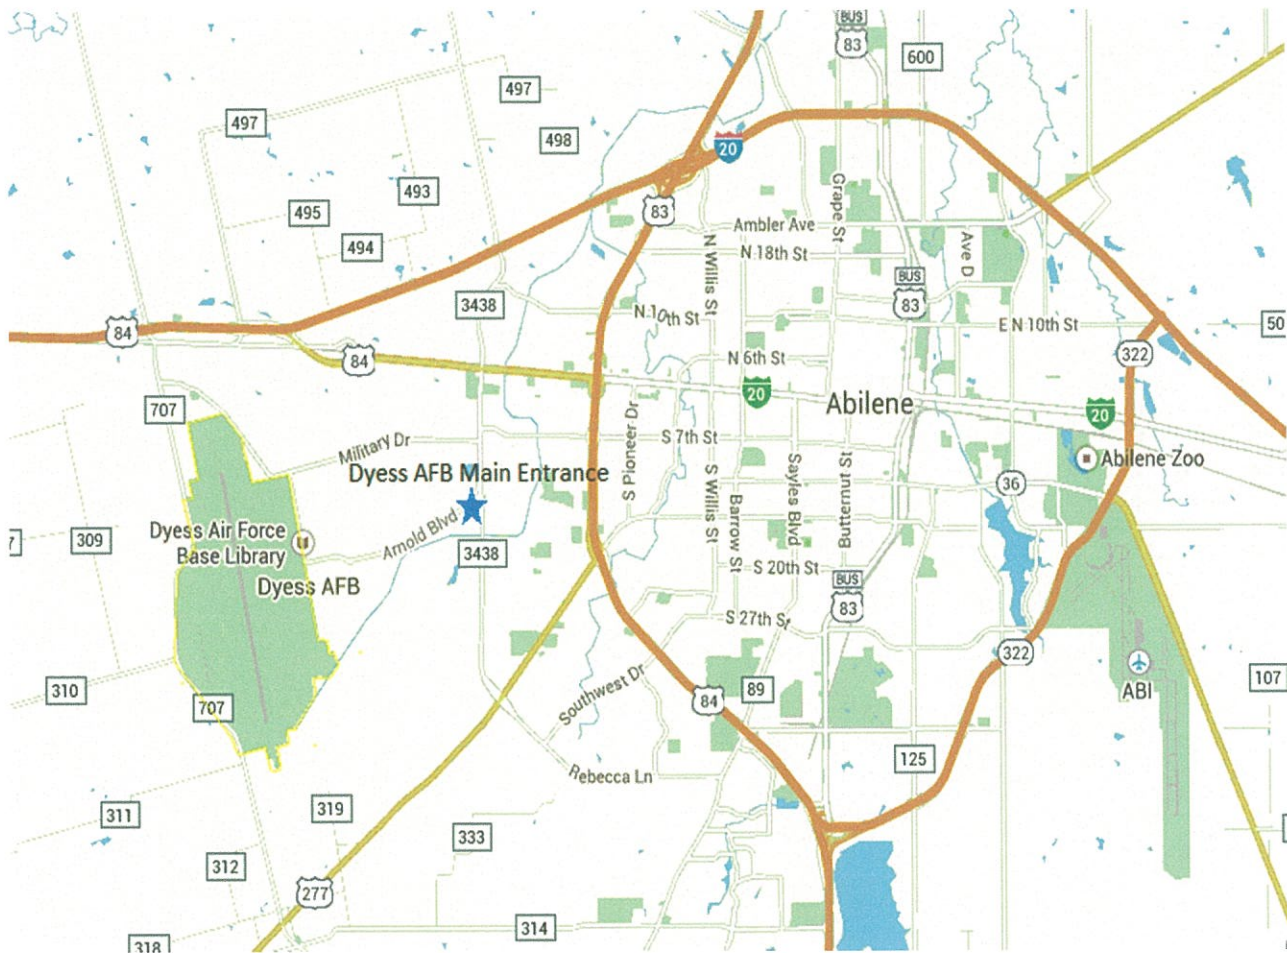 BUS
83
600
497
497
498
20
493
495
83
494
Grape St
Ambler Ave
N 18th St
Ave D
N Willis St
BUS
83
3438
N 10th St
E N 10th St
50
84
84
N 6th St
322
20
Abilene
20
707
S Pioneer Dr
Military Dr
S 7th St
Abilene Zoo
Dyess AFB Main Entrance
S Willis St
Barrow St
Sayles Blvd
Butternut St
36
Dyess Air Force
Base Library
309
Arnold Blvd
3438
Dyess AFB
S 20th St
BUS
83
S 27th St
322
310
707
Southwest Dr
84
89
ABI
107
125
Rebecca Ln
311
319
333
312
277
314
318